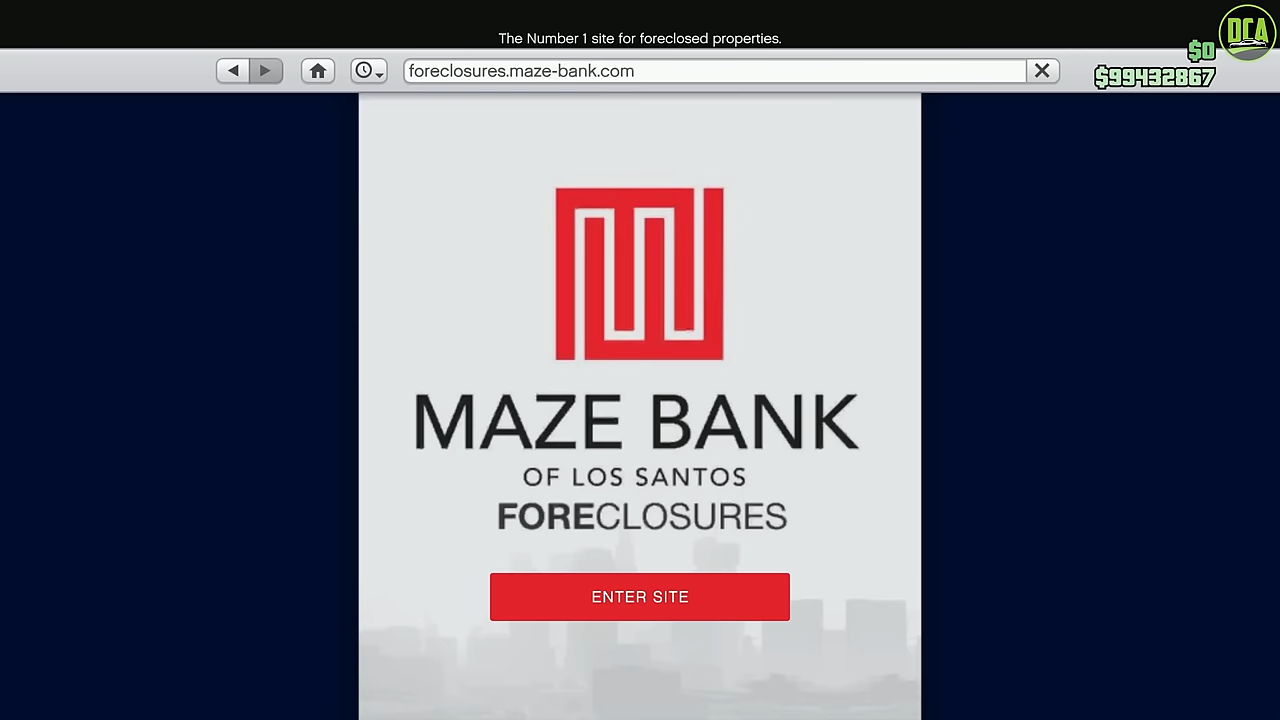 The Number 1 site for foreclosed properties.
DCA
$0
foreclosures.maze-bank.com
$99432867
MAZE BANK
OF LOS SANTOS
FORECLOSURES
ENTER SITE